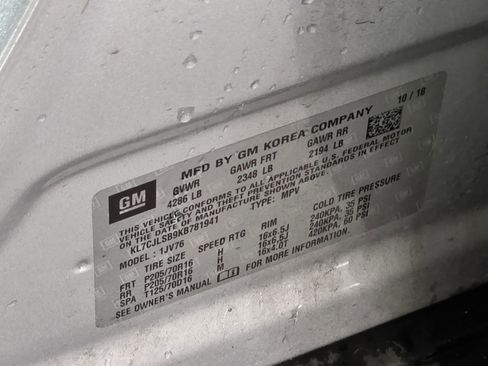 10 / 18
GM
MFD BY GM KOREA COMPANY
GVWR GAWR FRT GAWR RR
4286 LB 2348 LB 2194 LB
THIS VEHICLE CONFORMS TO ALL APPLICABLE U.S. FEDERAL MOTOR
VEHICLE SAFETY AND THEFT PREVENTION STANDARDS IN EFFECT
ON THE DATE OF MANUFACTURE SHOWN ABOVE.
KL7CJLSB9KB781941 TYPE: MPV
MODEL: 1JV76
TIRE SIZE SPEED RTG RIM COLD TIRE PRESSURE
FRT P205/70R16 H 16x6.5J 240KPA, 35 PSI
RR P205/70R16 H 16x6.5J 240KPA, 35 PSI
SPA T125/70D16 M 16x4.0T 420KPA, 60 PSI
SEE OWNER'S MANUAL FOR MORE INFORMATION.